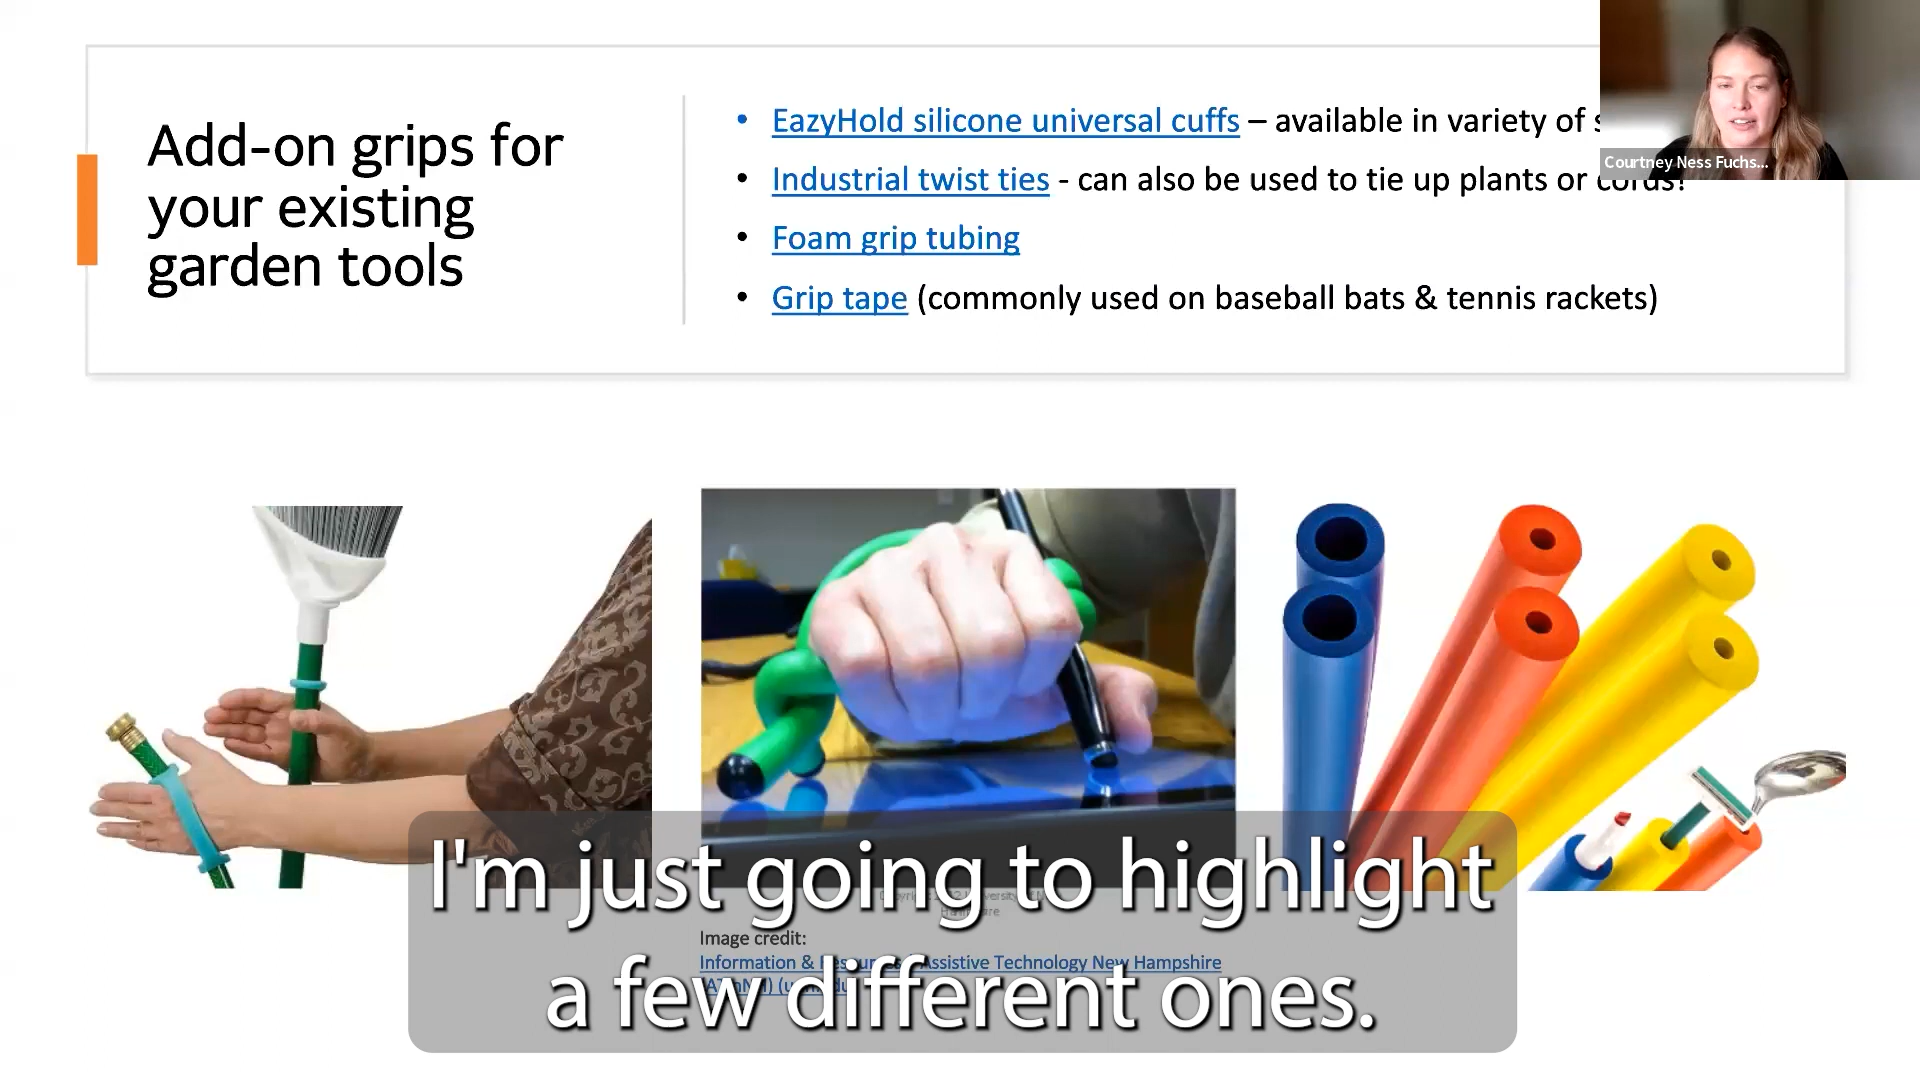 Add-on grips for
your existing
garden tools
• EazyHold silicone universal cuffs – available in variety of
• Industrial twist ties - can also be used to tie up plants or cords!
• Foam grip tubing
• Grip tape (commonly used on baseball bats & tennis rackets)
Courtney Ness Fuchs...
Image credit:
Information & Assistive Technology New Hampshire
I'm just going to highlight
a few different ones.